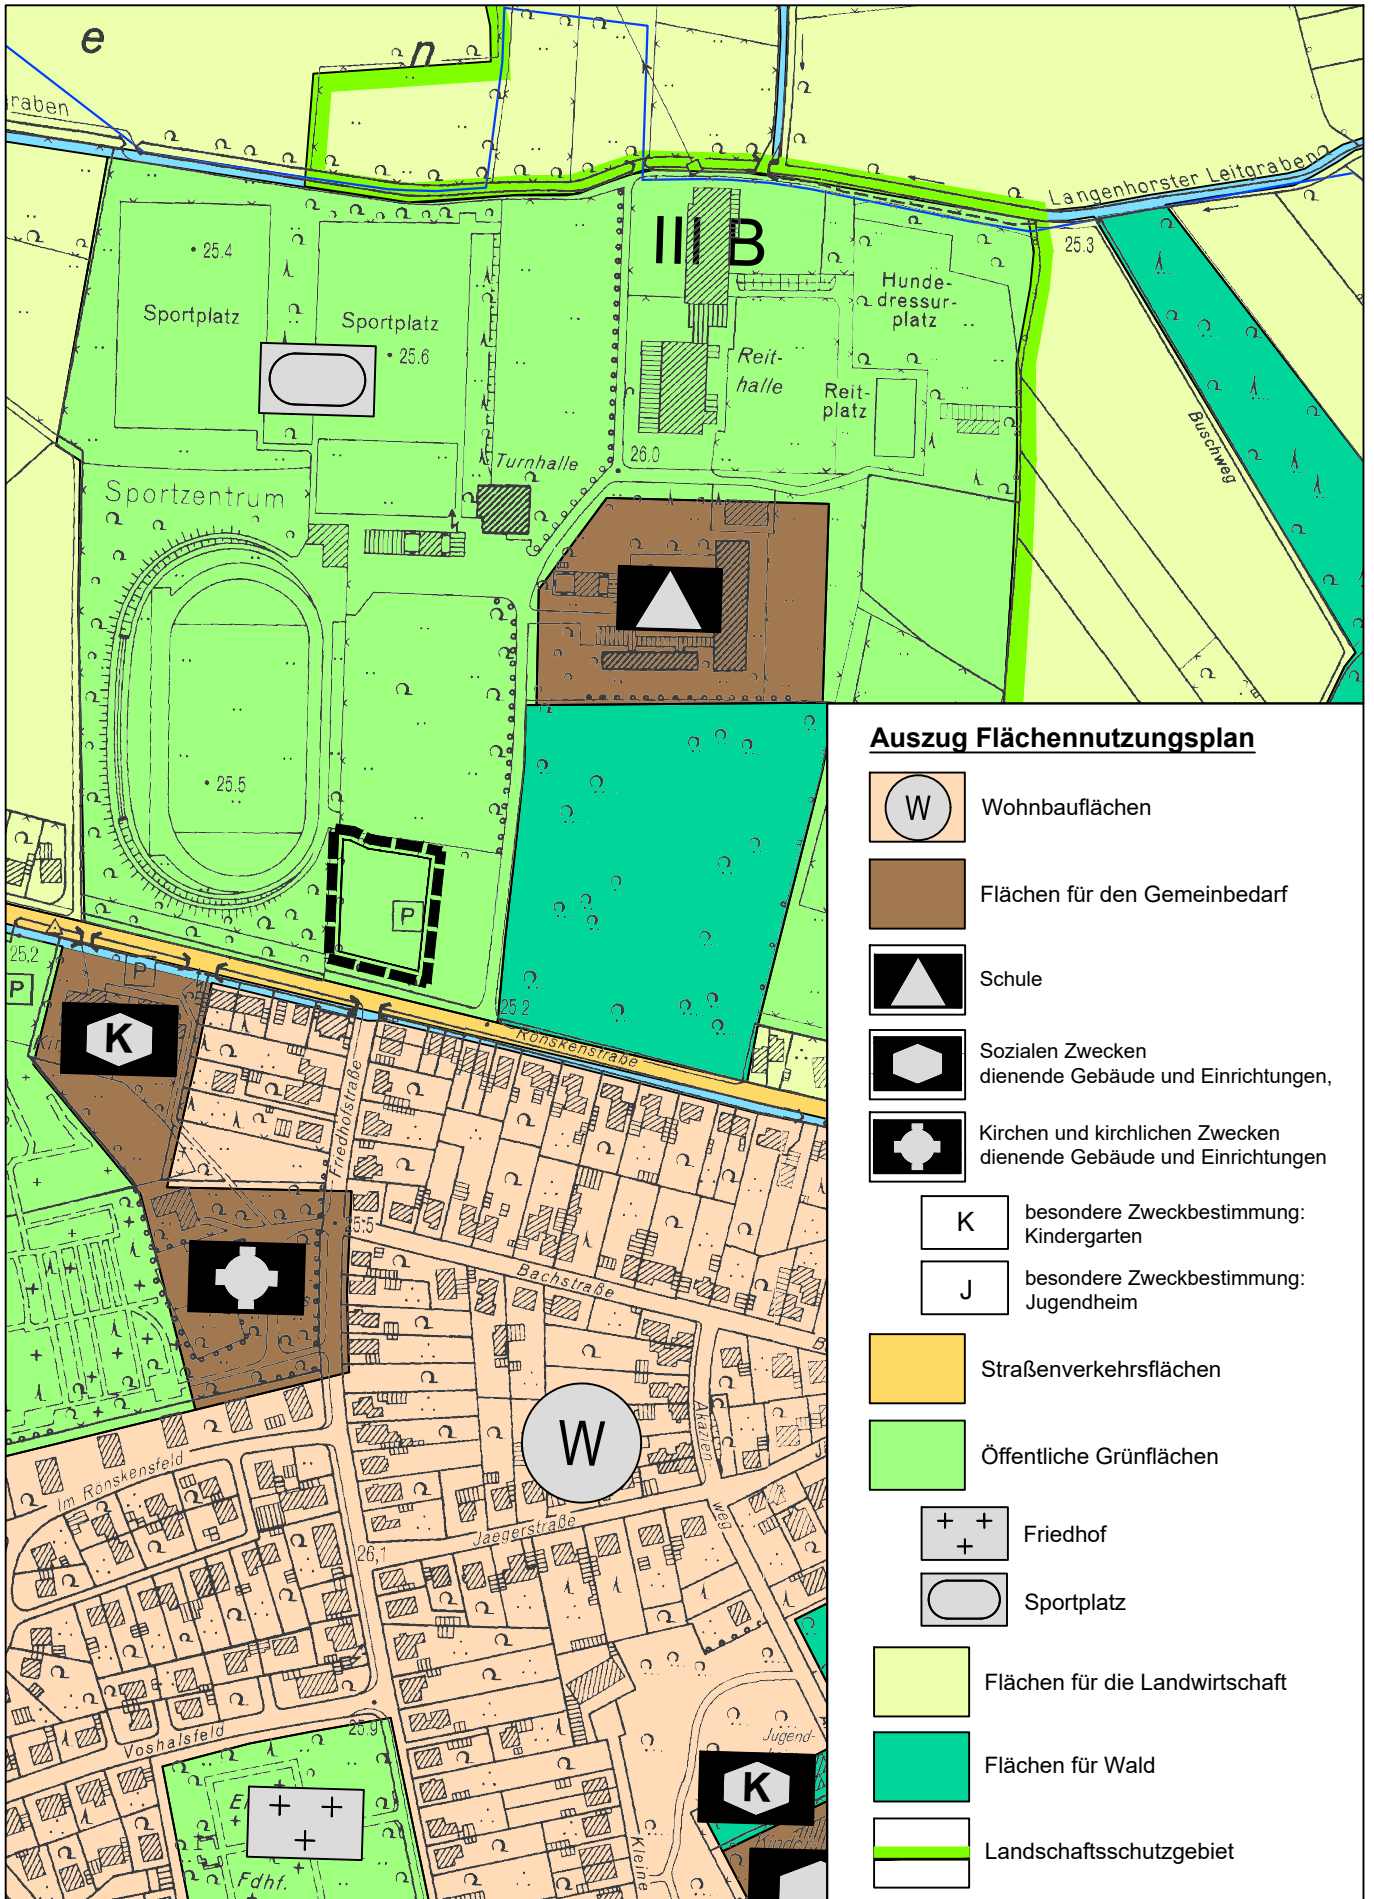 e
n
raben
Langenhorster Leitgraben
25.3
III B
25.4
Sportplatz
Sportplatz
25.6
Hunde-
dressur-
platz
Reit-
halle
Reit-
platz
Buschweg
Turnhalle
26.0
Sportzentrum
25.5
P
25,2
P
P
25 2
Rönskenstraße
K
Friedhofstraße
25,5
Bachstraße
B
W
Akazien-
weg
Im Rönskensfeld
Jaegerstraße
26,1
Voshalsfeld
25.9
Jugend-
K
Kleine
Fdhf.
Auszug Flächennutzungsplan
W
Wohnbauflächen
Flächen für den Gemeinbedarf
Schule
Sozialen Zwecken
dienende Gebäude und Einrichtungen,
Kirchen und kirchlichen Zwecken
dienende Gebäude und Einrichtungen
K
besondere Zweckbestimmung:
Kindergarten
J
besondere Zweckbestimmung:
Jugendheim
Straßenverkehrsflächen
Öffentliche Grünflächen
Friedhof
Sportplatz
Flächen für die Landwirtschaft
Flächen für Wald
Landschaftsschutzgebiet